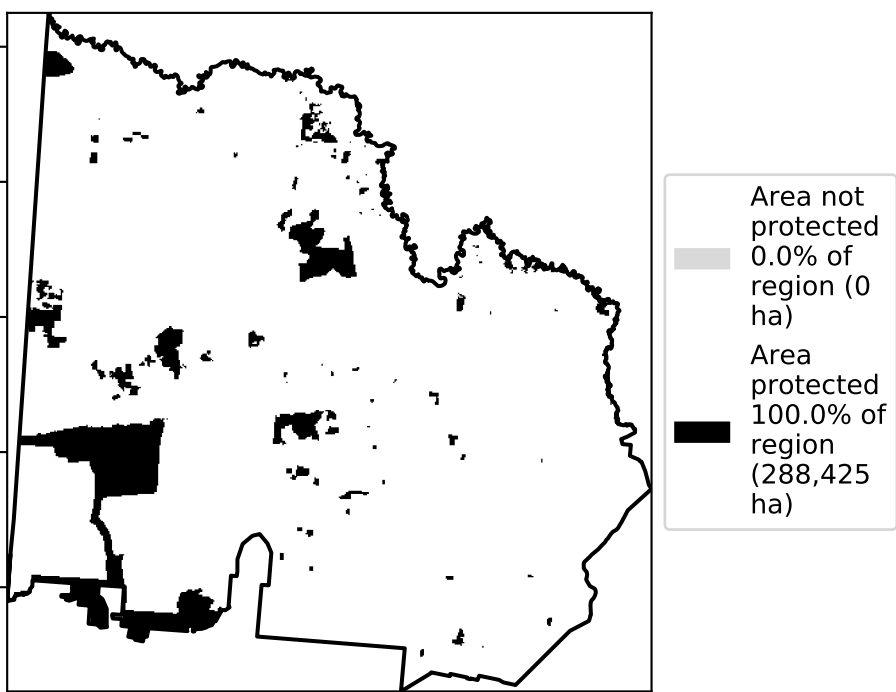 Area not
protected
0.0% of
region (0
ha)
Area
protected
100.0% of
region
(288,425
ha)